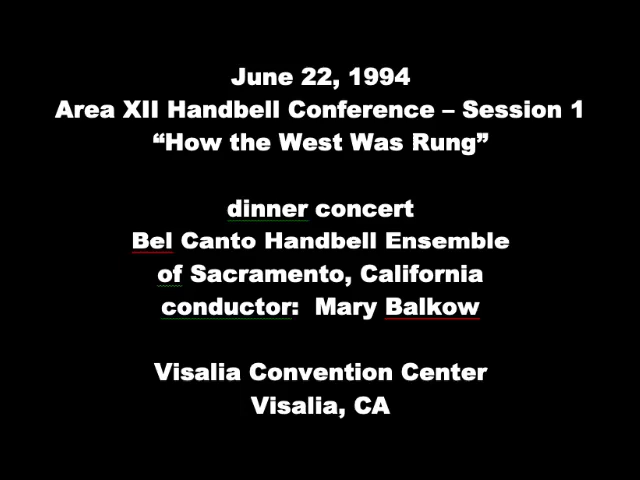 June 22, 1994
Area XII Handbell Conference – Session 1
“How the West Was Rung”
dinner concert
Bel Canto Handbell Ensemble
of Sacramento, California
conductor:  Mary Balkow
Visalia Convention Center
Visalia, CA